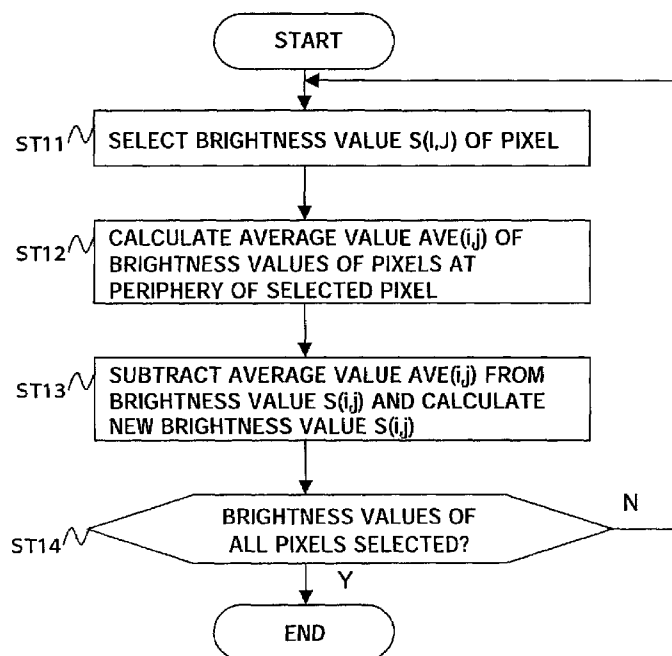 START
ST11
SELECT BRIGHTNESS VALUE S(I,J) OF PIXEL
ST12
CALCULATE AVERAGE VALUE AVE(i,j) OF
BRIGHTNESS VALUES OF PIXELS AT
PERIPHERY OF SELECTED PIXEL
ST13
SUBTRACT AVERAGE VALUE AVE(i,j) FROM
BRIGHTNESS VALUE S(i,j) AND CALCULATE
NEW BRIGHTNESS VALUE S(i,j)
ST14
BRIGHTNESS VALUES OF
ALL PIXELS SELECTED?
N
Y
END